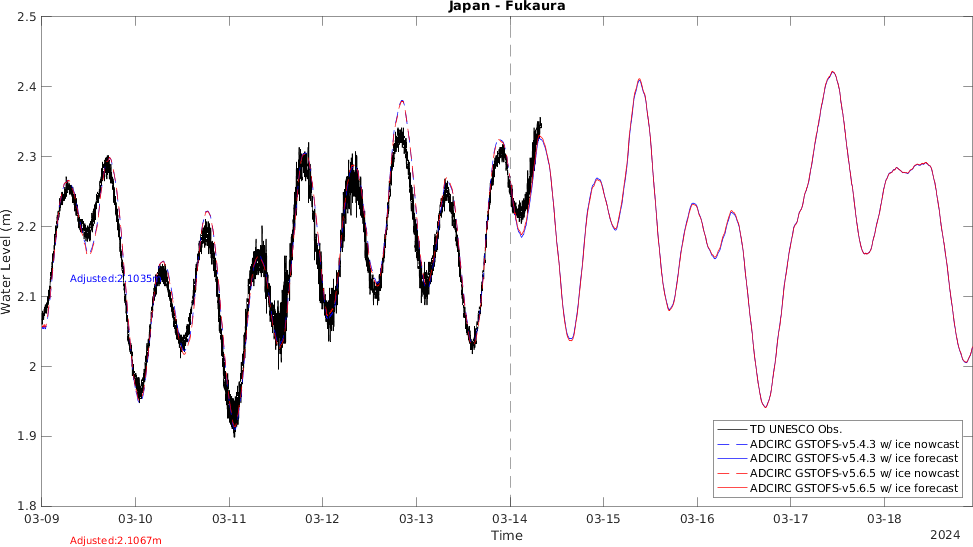 Japan - Fukaura
2.5
2.4
2.3
2.2
2.1
2
1.9
1.8
Water Level (m)
Adjusted:2.1035m
TD UNESCO Obs.
ADCIRC GSTOFS-v5.4.3 w/ ice nowcast
ADCIRC GSTOFS-v5.4.3 w/ ice forecast
ADCIRC GSTOFS-v5.6.5 w/ ice nowcast
ADCIRC GSTOFS-v5.6.5 w/ ice forecast
03-09 03-10 03-11 03-12 03-13 03-14 03-15 03-16 03-17 03-18
Time
2024
Adjusted:2.1067m